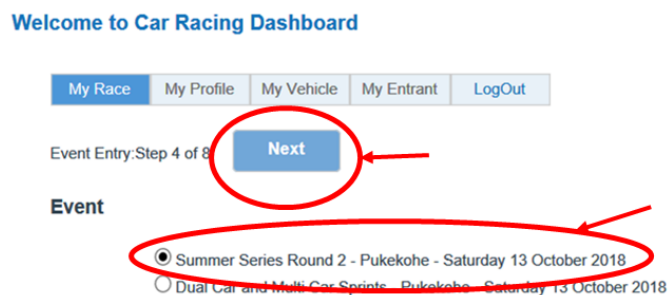 Welcome to Car Racing Dashboard
My Race My Profile My Vehicle My Entrant LogOut
Event Entry:Step 4 of 8 Next
Event
Summer Series Round 2 - Pukekohe - Saturday 13 October 2018
Dual Car and Multi Car Sprints - Pukekohe - Saturday 13 October 2018